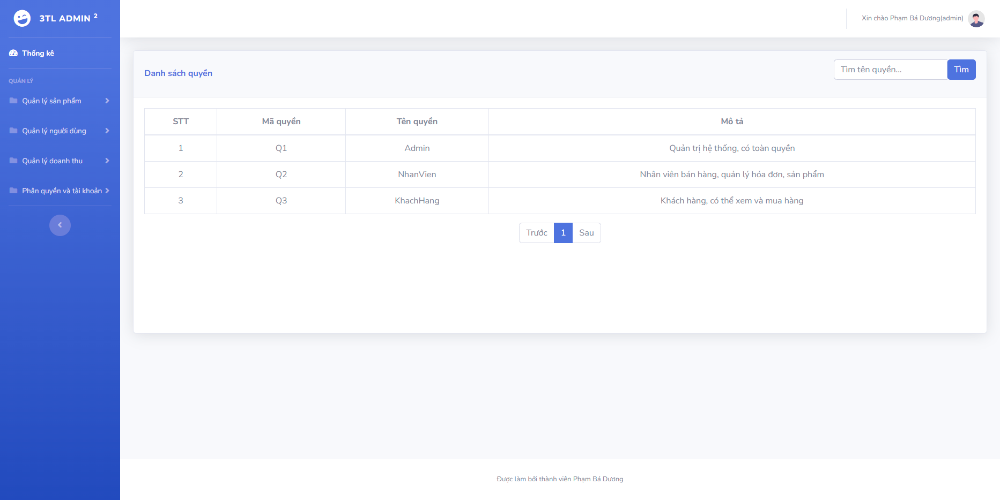 3TL ADMIN 2
Xin chào Phạm Bá Dương(admin)
Thống kê
QUẢN LÝ
Quản lý sản phẩm
Quản lý người dùng
Quản lý doanh thu
Phân quyền và tài khoản
Danh sách quyền
Tìm tên quyền...
Tìm
STT Mã quyền Tên quyền Mô tả
1 Q1 Admin Quản trị hệ thống, có toàn quyền
2 Q2 NhanVien Nhân viên bán hàng, quản lý hóa đơn, sản phẩm
3 Q3 KhachHang Khách hàng, có thể xem và mua hàng
Trước 1 Sau
Được làm bởi thành viên Phạm Bá Dương